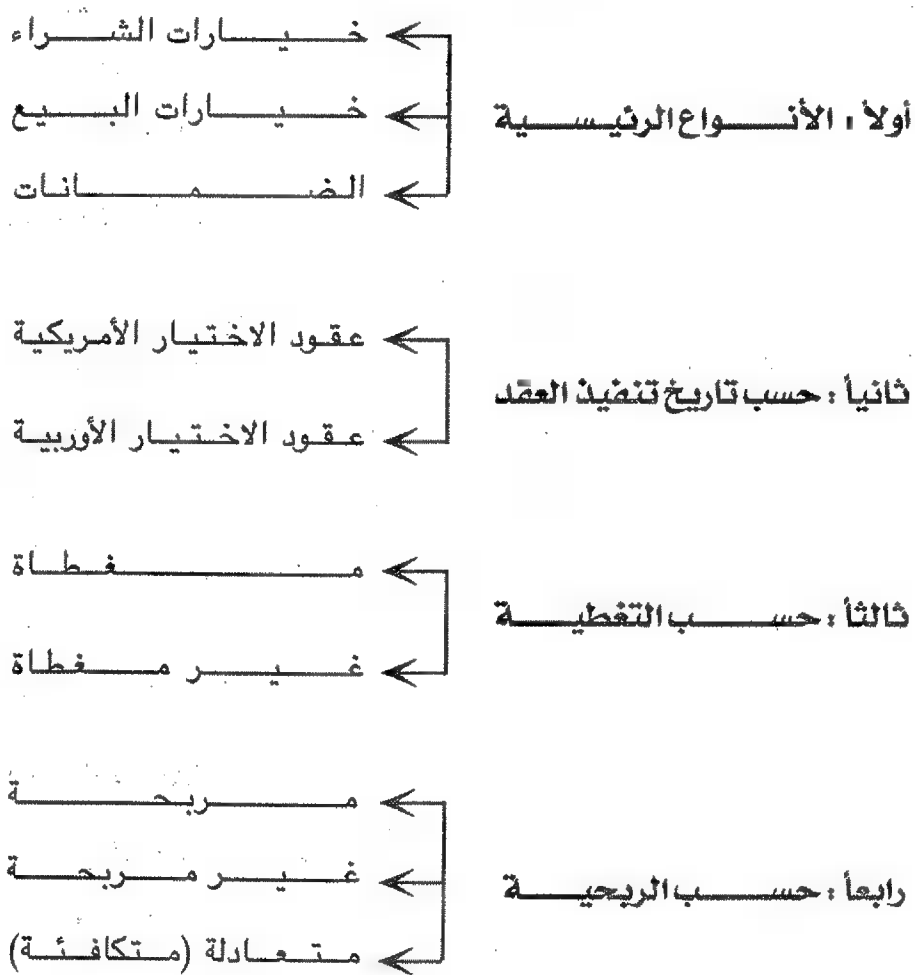 أولاً : الأنواع الرئيسية
خيارات الشراء
خيارات البيع
الضمانات
ثانياً : حسب تاريخ تنفيذ العقد
عقود الاختيار الأمريكية
عقود الاختيار الأوربية
ثالثاً : حسب التغطية
مغطاة
غير مغطاة
رابعاً : حسب الربحية
مربحة
غير مربحة
متعادلة (متكافئة)